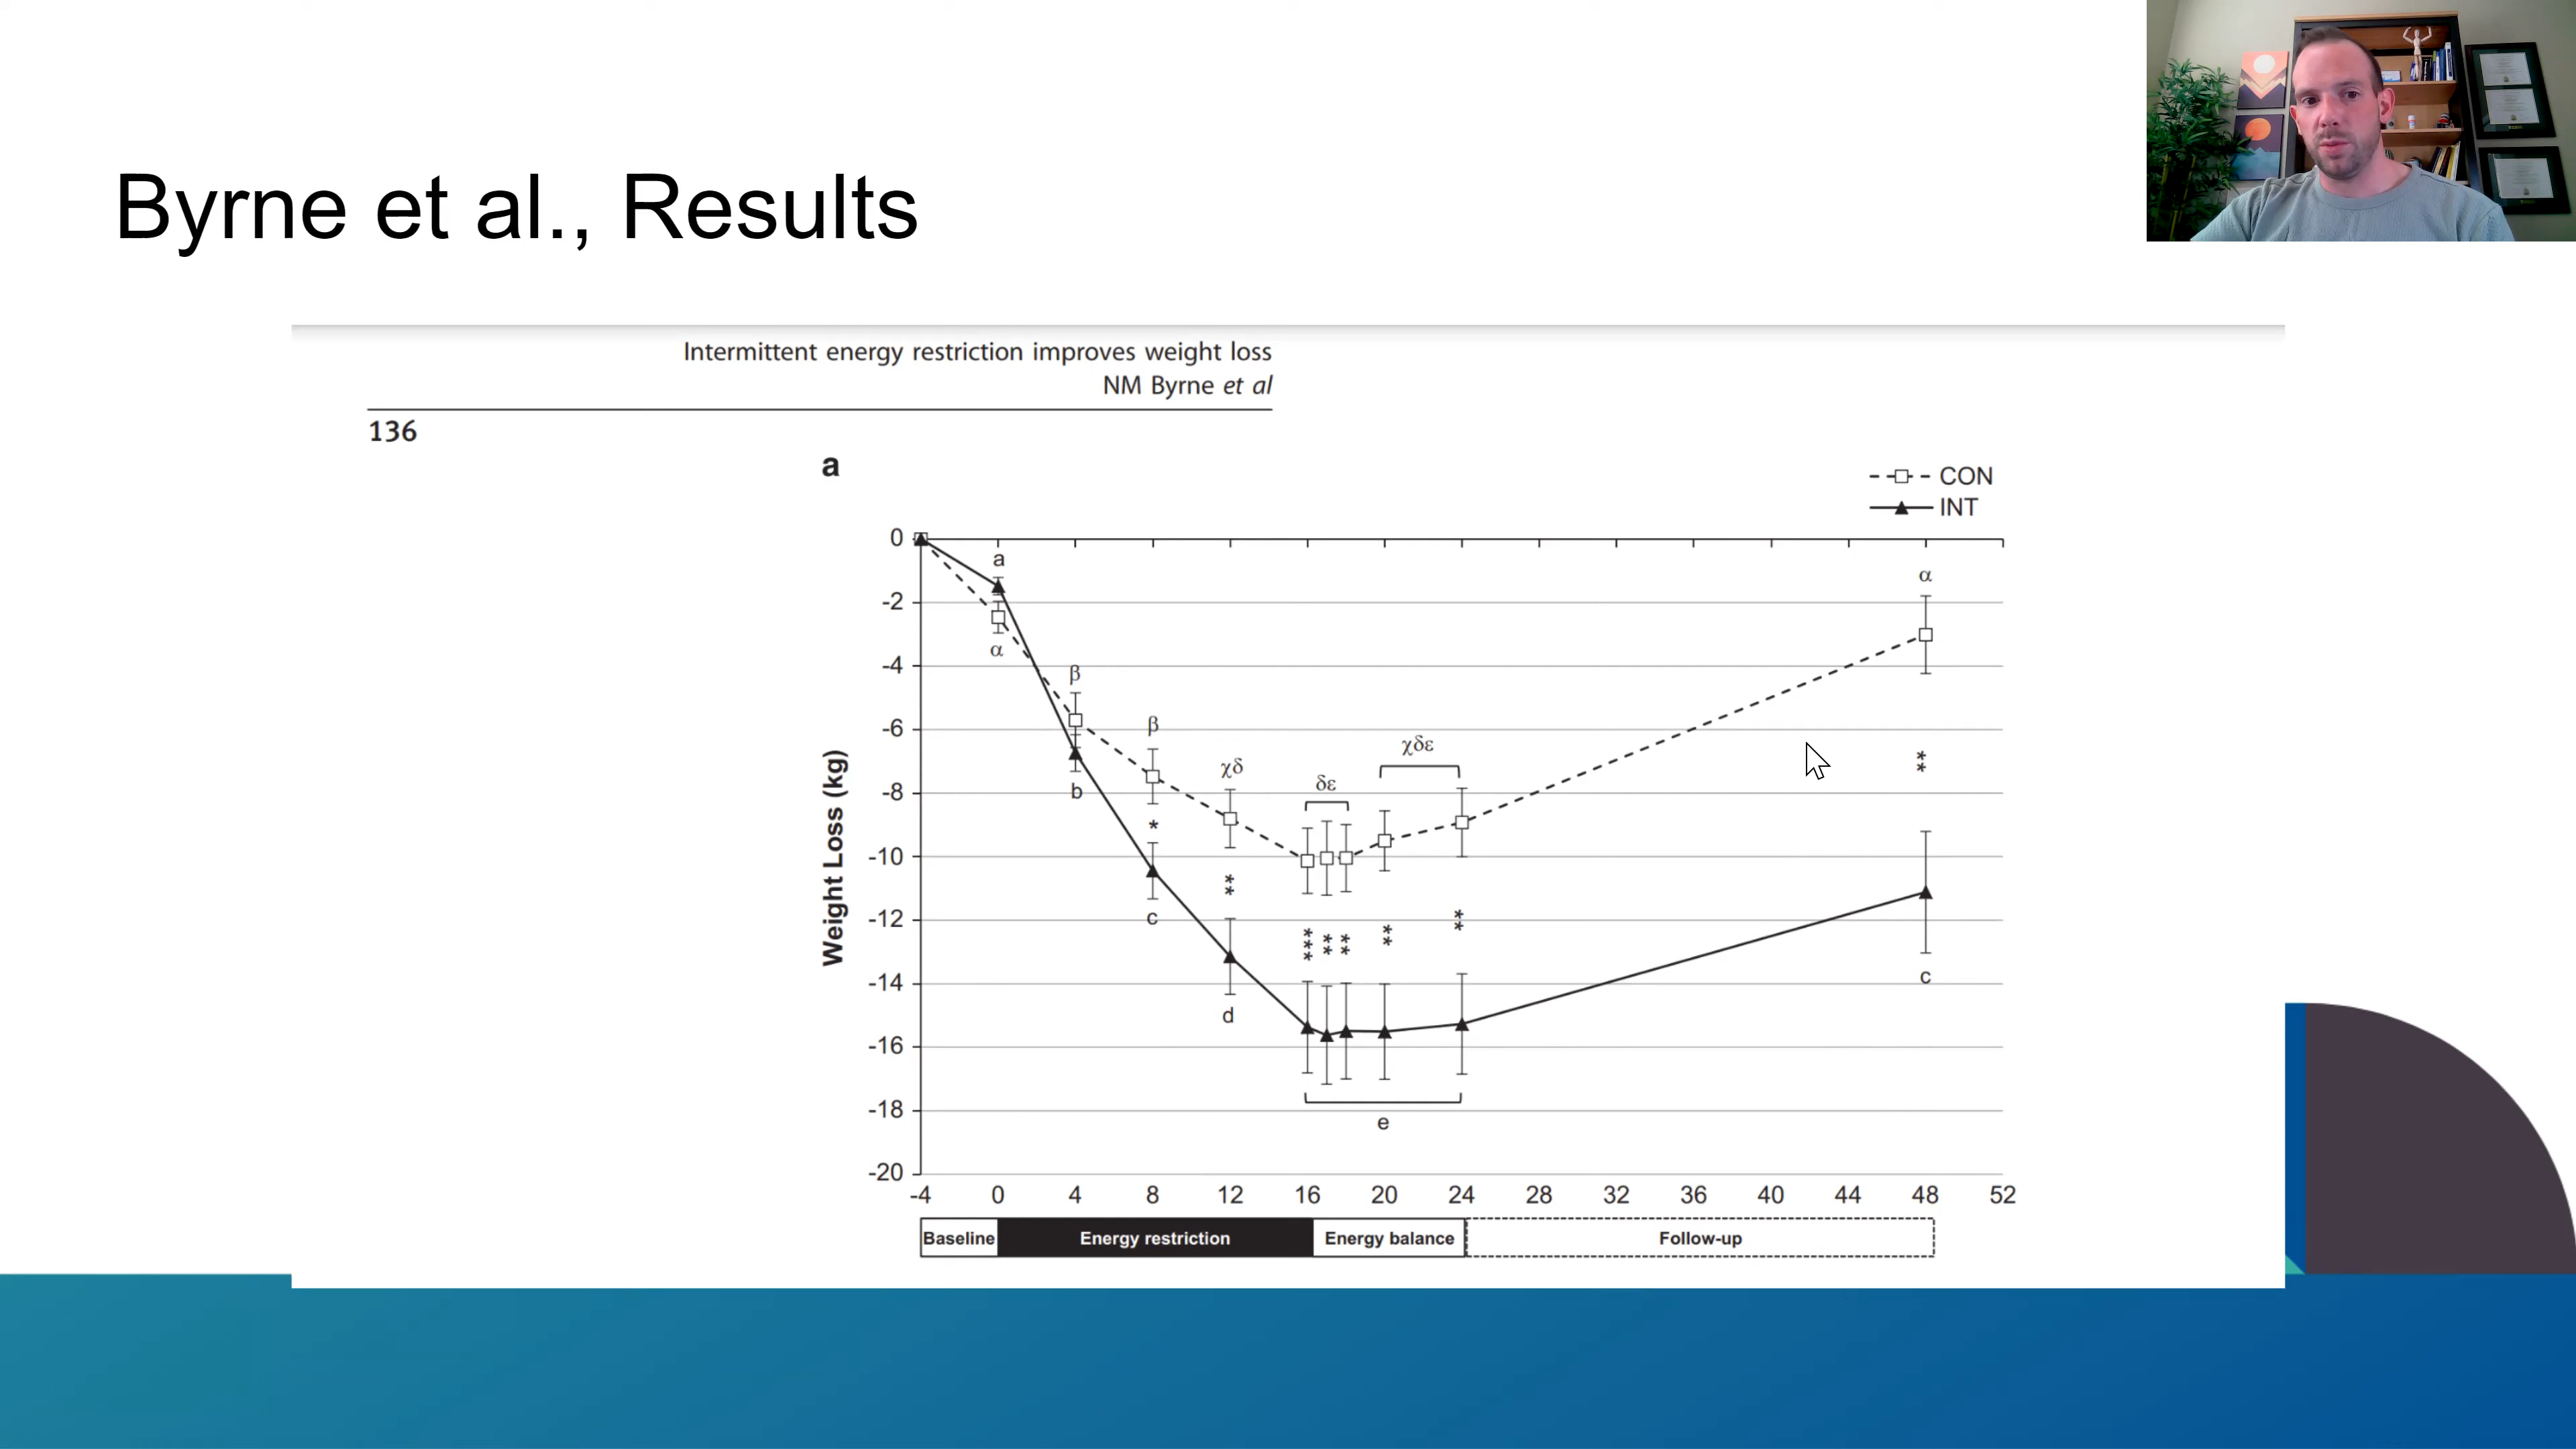 Byrne et al., Results
Intermittent energy restriction improves weight loss
NM Byrne et al
136
a
CON
INT
Weight Loss (kg)
0
-2
-4
-6
-8
-10
-12
-14
-16
-18
-20
a
α
β
b
β
*
c
χδ
**
d
δε
***
**
**
χδε
**
**
e
α
**
c
-4 0 4 8 12 16 20 24 28 32 36 40 44 48 52
Baseline Energy restriction Energy balance Follow-up